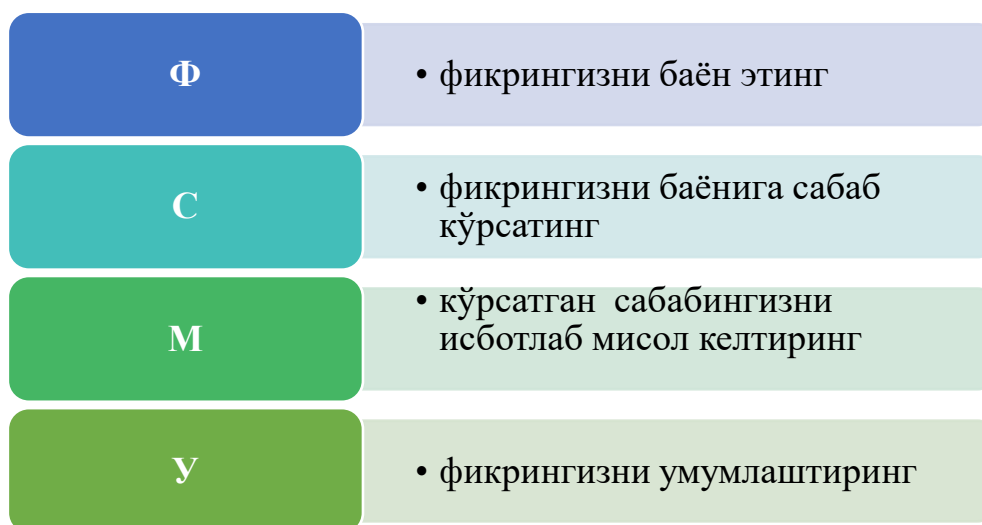 Ф
• фикрингизни баён этинг
С
• фикрингизни баёнига сабаб
кўрсатинг
М
• кўрсатган сабабингизни
исботлаб мисол келтиринг
У
• фикрингизни умумлаштиринг